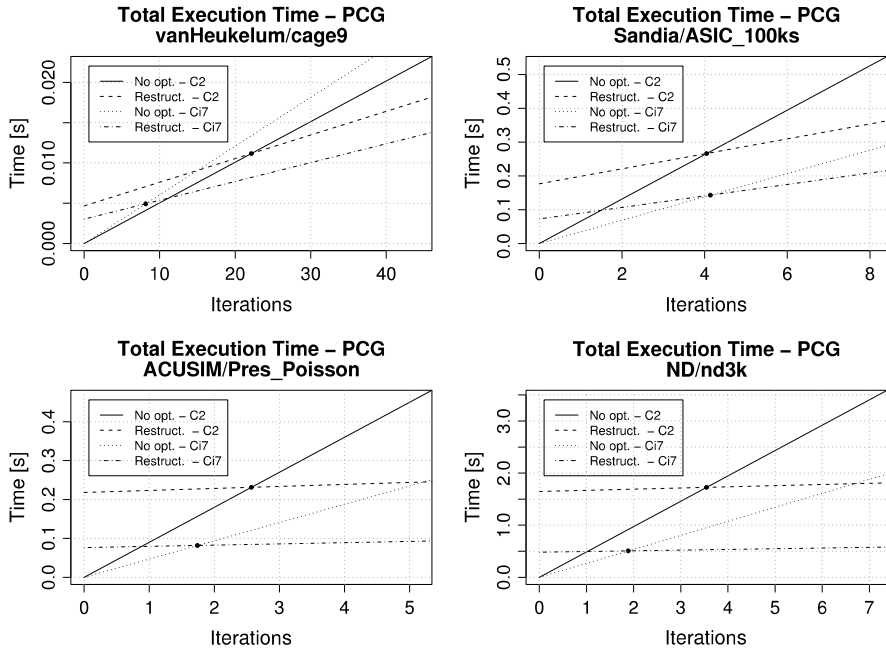 Total Execution Time – PCG
vanHeukelum/cage9
Time [s]
0.020
0.010
0.000
No opt. – C2
Restruct. – C2
No opt. – Ci7
Restruct. – Ci7
0 10 20 30 40
Iterations
Total Execution Time – PCG
Sandia/ASIC_100ks
Time [s]
0.5
0.4
0.3
0.2
0.1
0.0
No opt. – C2
Restruct. – C2
No opt. – Ci7
Restruct. – Ci7
0 2 4 6 8
Iterations
Total Execution Time – PCG
ACUSIM/Pres_Poisson
Time [s]
0.4
0.3
0.2
0.1
0.0
No opt. – C2
Restruct. – C2
No opt. – Ci7
Restruct. – Ci7
0 1 2 3 4 5
Iterations
Total Execution Time – PCG
ND/nd3k
Time [s]
3.0
2.0
1.0
0.0
No opt. – C2
Restruct. – C2
No opt. – Ci7
Restruct. – Ci7
0 1 2 3 4 5 6 7
Iterations